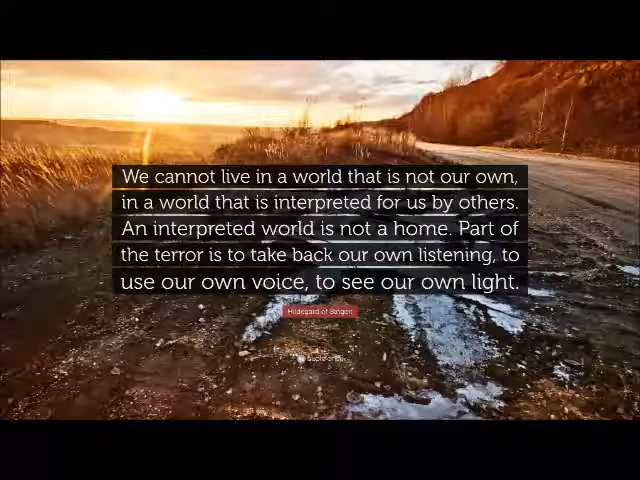 We cannot live in a world that is not our own,
in a world that is interpreted for us by others.
An interpreted world is not a home. Part of
the terror is to take back our own listening, to
use our own voice, to see our own light.
Hildegard of Bingen